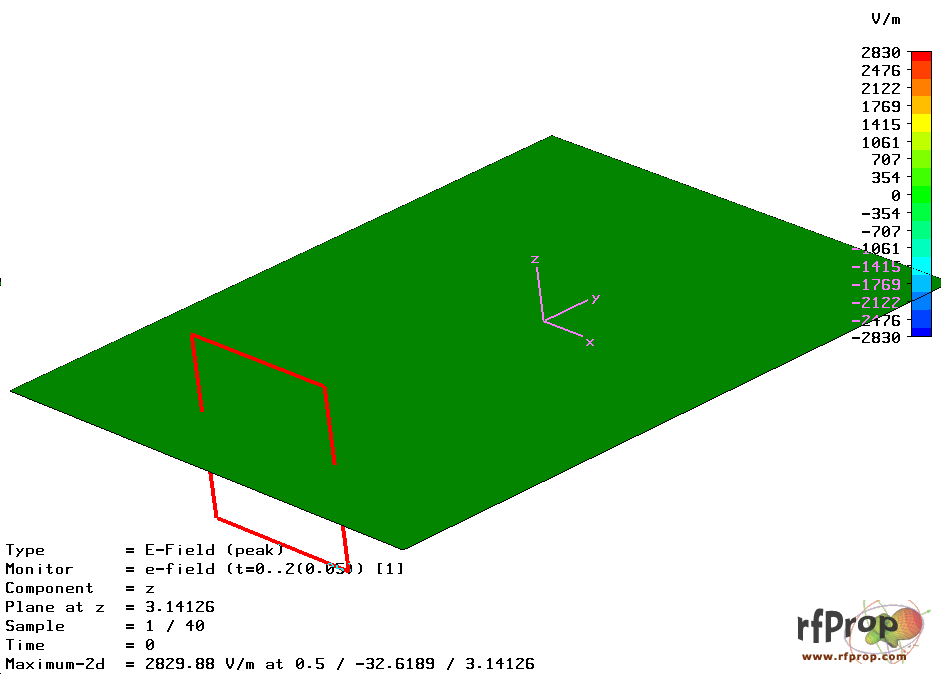 V/m
2830
2476
2122
1769
1415
1061
707
354
0
-354
-707
-1061
-1415
-1769
-2122
-2476
-2830
z
y
x
Type = E-Field (peak)
Monitor = e-field (t=0..2(0.050) [1]
Component = z
Plane at z = 3.14126
Sample = 1 / 40
Time = 0
Maximum-2d = 2829.88 V/m at 0.5 / -32.6189 / 3.14126
rfProp
www.rfprop.com